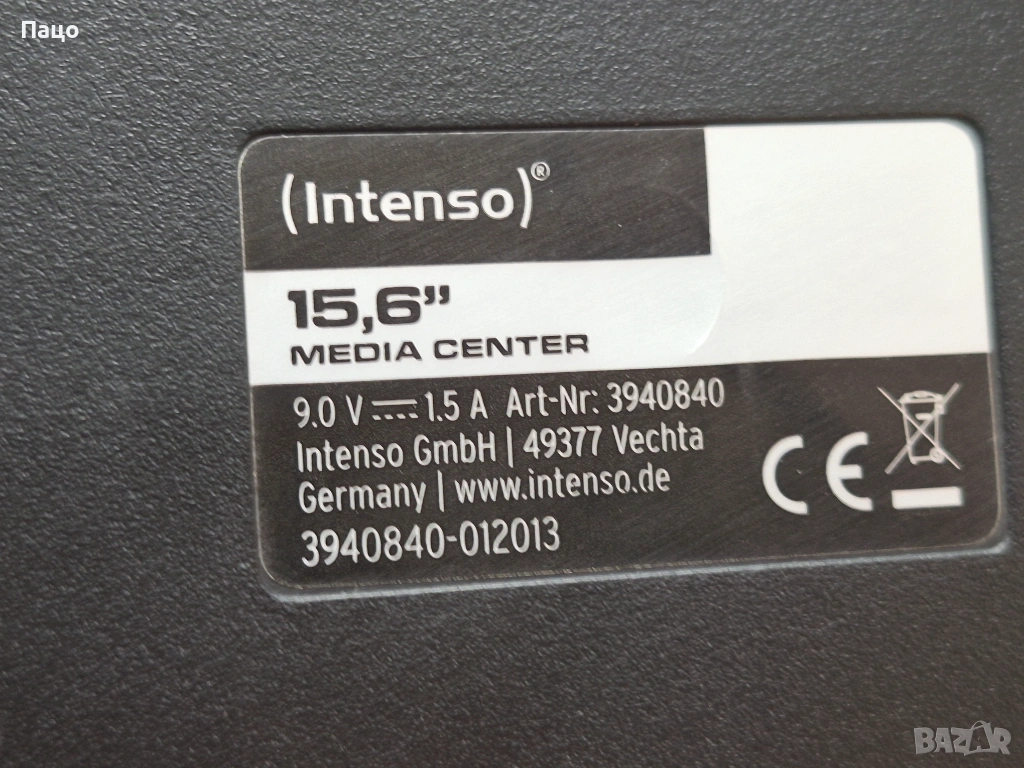 Пацо
(Intenso)®
15,6”
MEDIA CENTER
9.0 V 1.5 A Art-Nr: 3940840
Intenso GmbH | 49377 Vechta
Germany | www.intenso.de
3940840-012013
CE
BAZAR